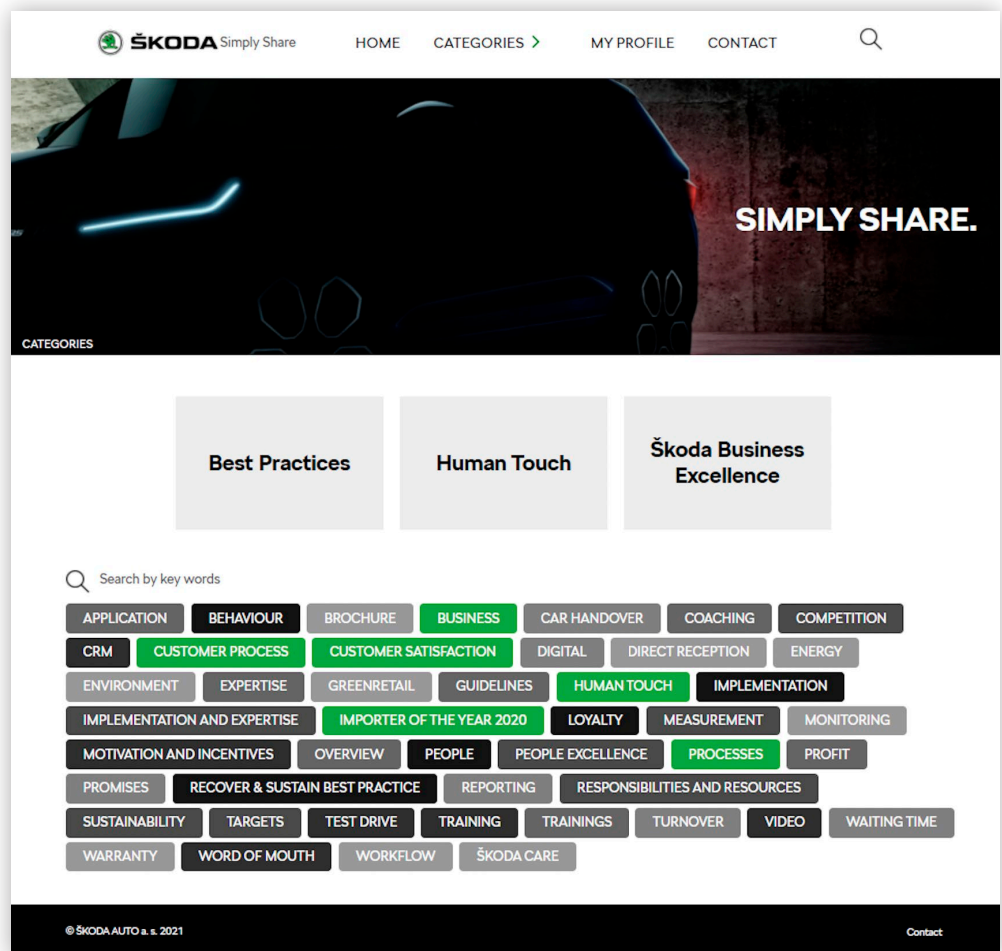 ŠKODA Simply Share HOME CATEGORIES MY PROFILE CONTACT
SIMPLY SHARE.
CATEGORIES
Best Practices
Human Touch
Škoda Business
Excellence
Search by key words
APPLICATION BEHAVIOUR BROCHURE BUSINESS CAR HANDOVER COACHING COMPETITION
CRM CUSTOMER PROCESS CUSTOMER SATISFACTION DIGITAL DIRECT RECEPTION ENERGY
ENVIRONMENT EXPERTISE GREENRETAIL GUIDELINES HUMAN TOUCH IMPLEMENTATION
IMPLEMENTATION AND EXPERTISE IMPORTER OF THE YEAR 2020 LOYALTY MEASUREMENT MONITORING
MOTIVATION AND INCENTIVES OVERVIEW PEOPLE PEOPLE EXCELLENCE PROCESSES PROFIT
PROMISES RECOVER & SUSTAIN BEST PRACTICE REPORTING RESPONSIBILITIES AND RESOURCES
SUSTAINABILITY TARGETS TEST DRIVE TRAINING TRAININGS TURNOVER VIDEO WAITING TIME
WARRANTY WORD OF MOUTH WORKFLOW ŠKODA CARE
© ŠKODA AUTO a. s. 2021 Contact